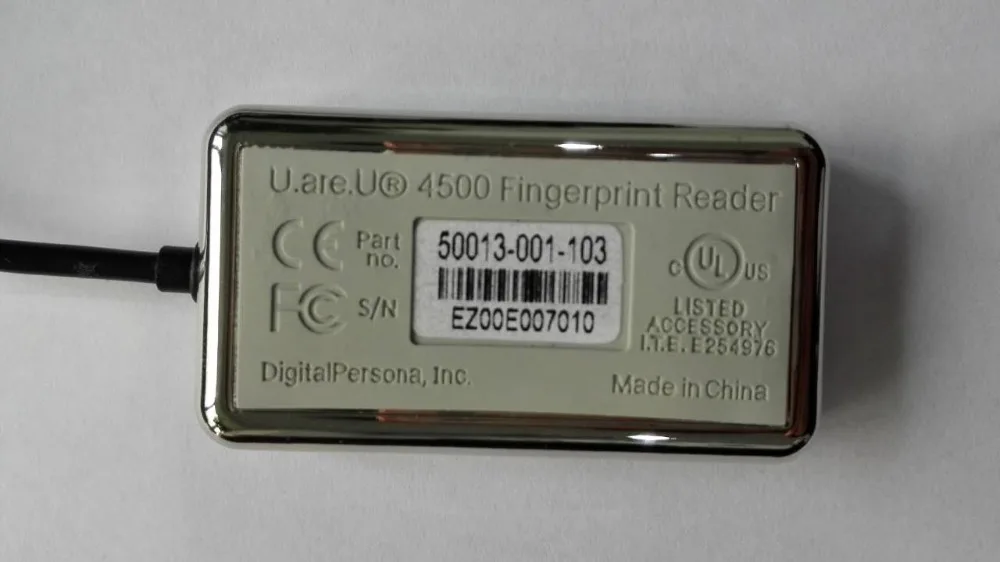 U.are.U® 4500 Fingerprint Reader
CE Part no. 50013-001-103
FC S/N EZ00E007010
c UL US
LISTED
ACCESSORY
I.T.E. E254976
DigitalPersona, Inc.
Made in China